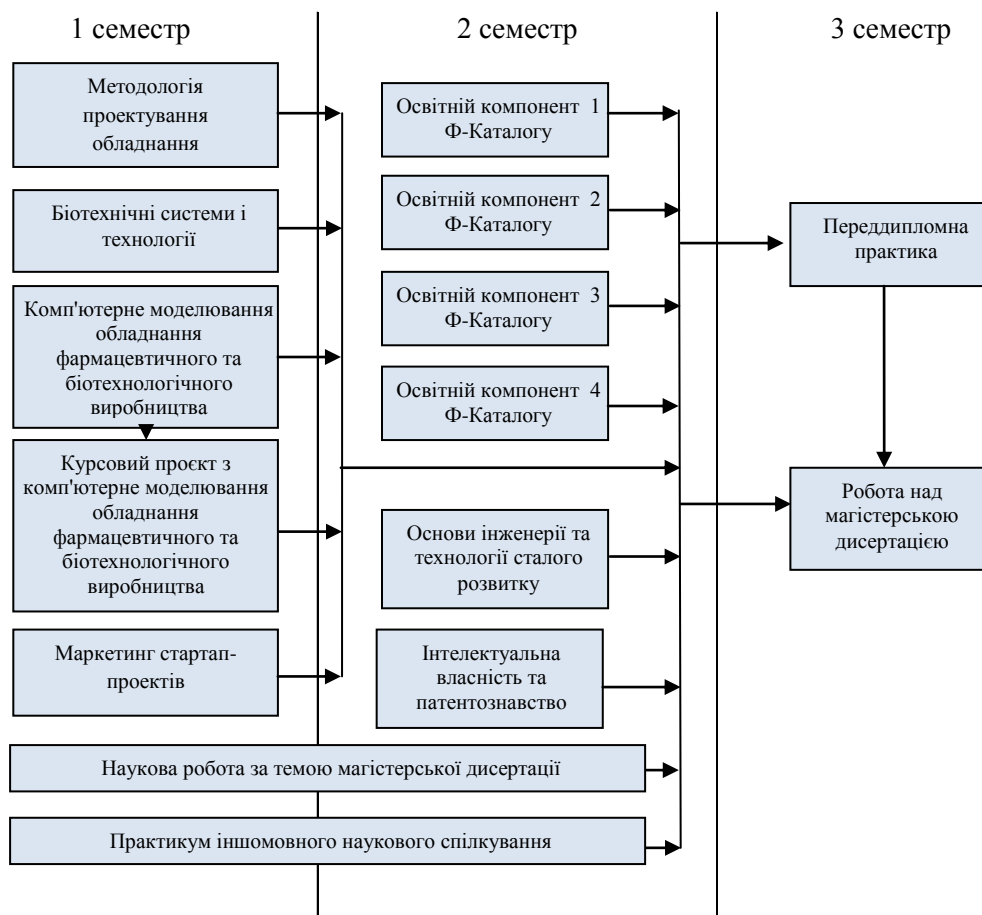 1 семестр
2 семестр
3 семестр
Методологія
проектування
обладнання
Біотехнічні системи і
технології
Комп'ютерне моделювання
обладнання
фармацевтичного та
біотехнологічного
виробництва
Курсовий проєкт з
комп'ютерне моделювання
обладнання
фармацевтичного та
біотехнологічного
виробництва
Маркетинг стартап-
проектів
Освітній компонент 1
Ф-Каталогу
Освітній компонент 2
Ф-Каталогу
Освітній компонент 3
Ф-Каталогу
Освітній компонент 4
Ф-Каталогу
Основи інженерії та
технології сталого
розвитку
Інтелектуальна
власність та
патентознавство
Наукова робота за темою магістерської дисертації
Практикум іншомовного наукового спілкування
Переддипломна
практика
Робота над
магістерською
дисертацією